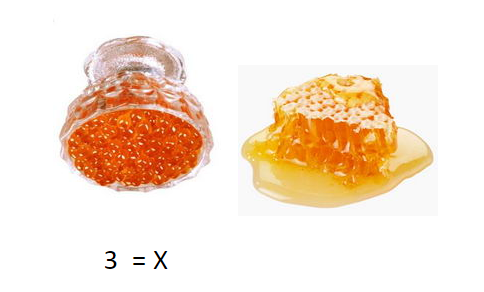 3 = X